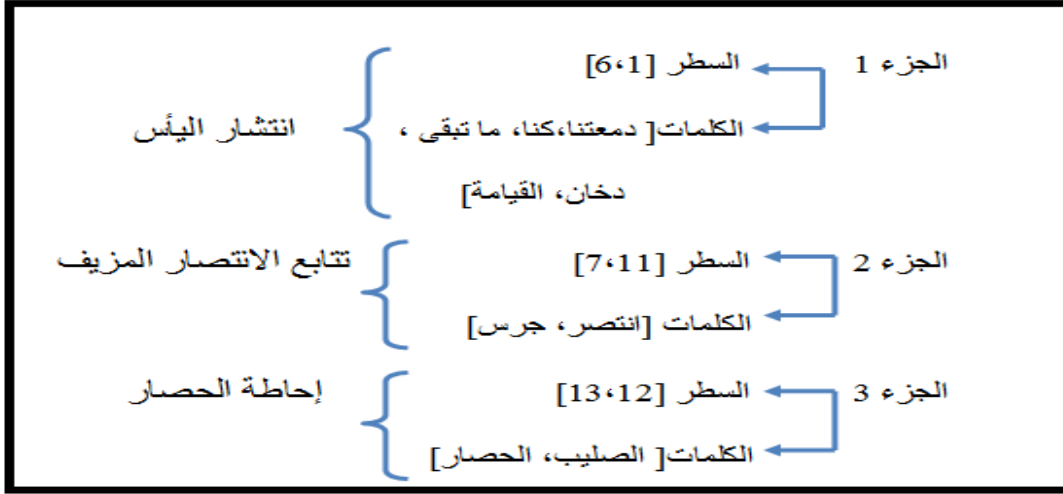 الجزء 1 السطر [6،1]
الكلمات[ دمعتنا،كنا، ما تبقى ، انتشار اليأس
دخان، القيامة]
الجزء 2 السطر [7،11] تتابع الانتصار المزيف
الكلمات [انتصر، جرس]
الجزء 3 السطر [13،12] إحاطة الحصار
الكلمات[ الصليب، الحصار]